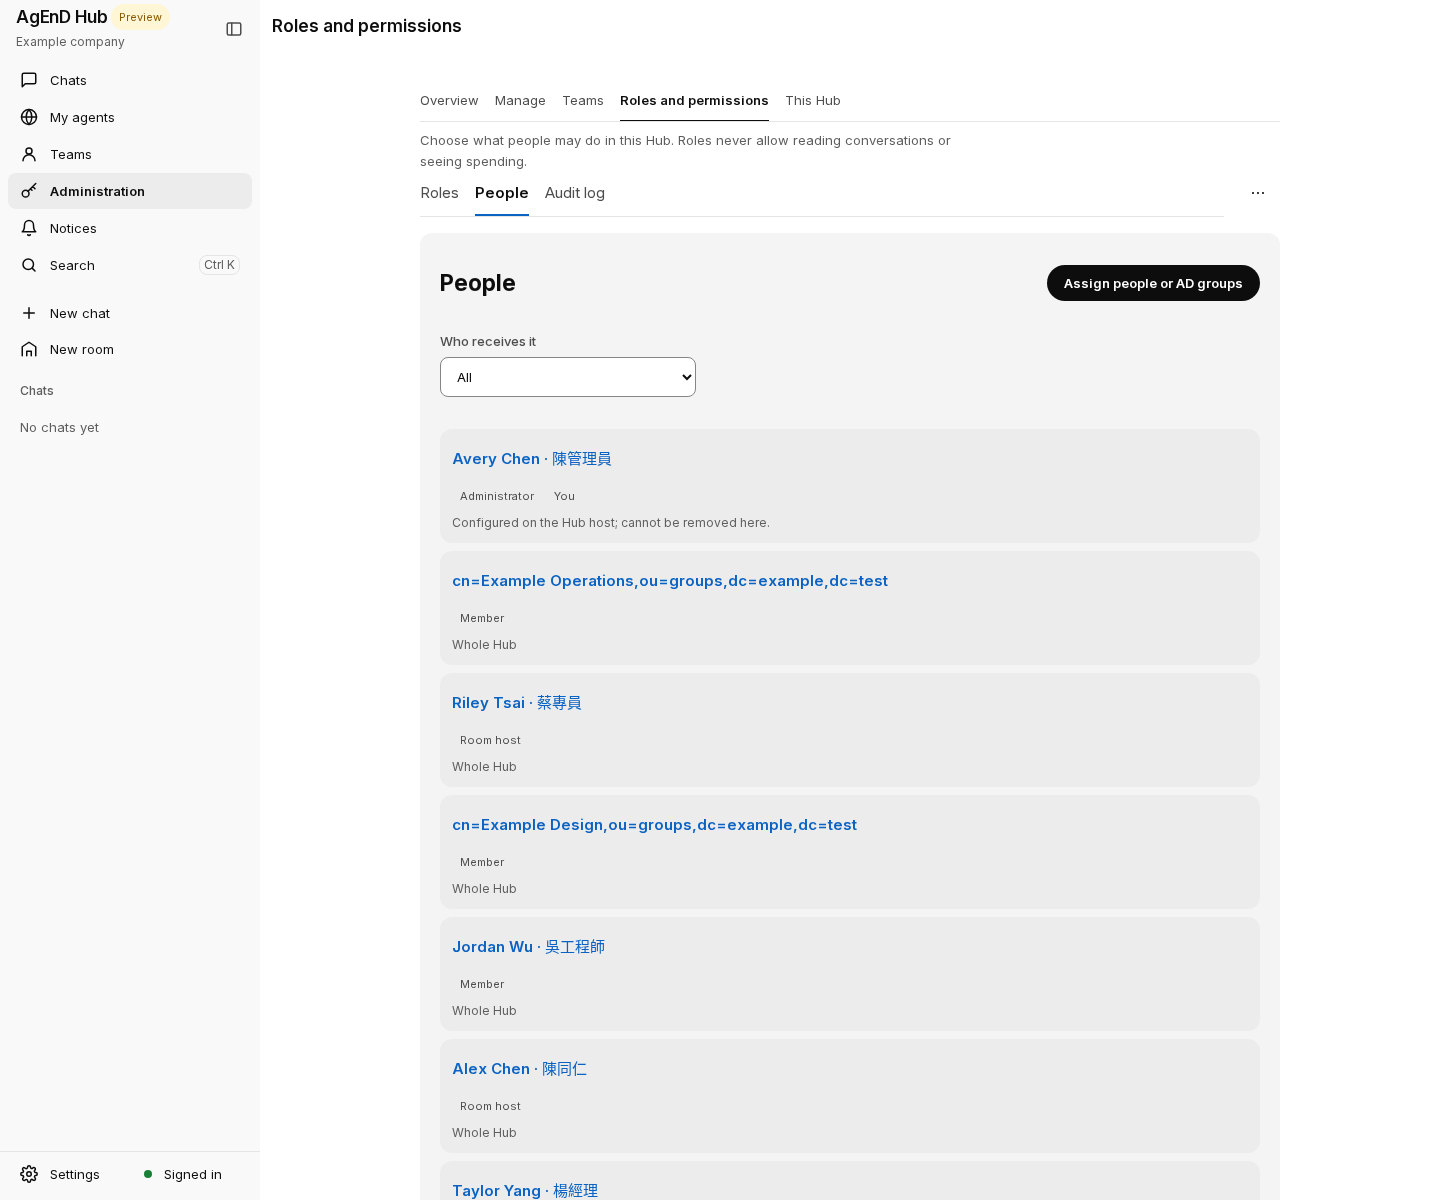 AgEnD Hub Preview
Example company
Chats
My agents
Teams
Administration
Notices
Search Ctrl K
New chat
New room
Chats
No chats yet
Settings
Signed in
Roles and permissions
Overview Manage Teams Roles and permissions This Hub
Choose what people may do in this Hub. Roles never allow reading conversations or
seeing spending.
Roles People Audit log
People
Assign people or AD groups
Who receives it
All
Avery Chen · 陳管理員
Administrator You
Configured on the Hub host; cannot be removed here.
cn=Example Operations,ou=groups,dc=example,dc=test
Member
Whole Hub
Riley Tsai · 蔡專員
Room host
Whole Hub
cn=Example Design,ou=groups,dc=example,dc=test
Member
Whole Hub
Jordan Wu · 吳工程師
Member
Whole Hub
Alex Chen · 陳同仁
Room host
Whole Hub
Taylor Yang · 楊經理